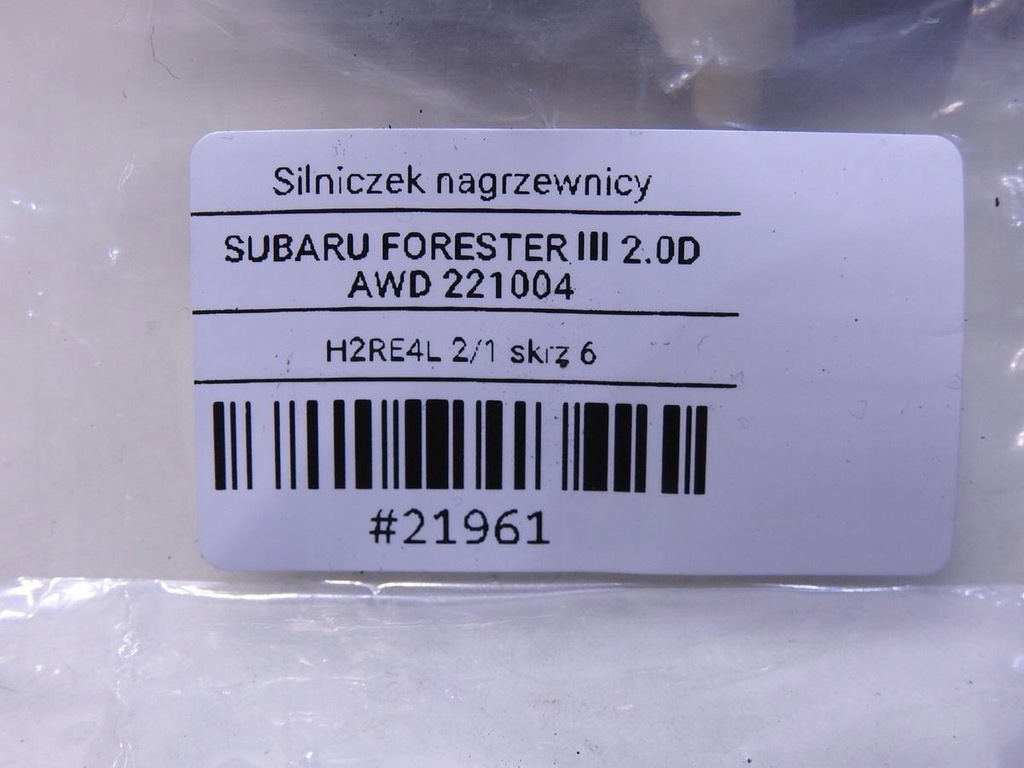 Silniczek nagrzewnicy
SUBARU FORESTER III 2.0D
AWD 221004
H2RE4L 2/1 skrz 6
#21961